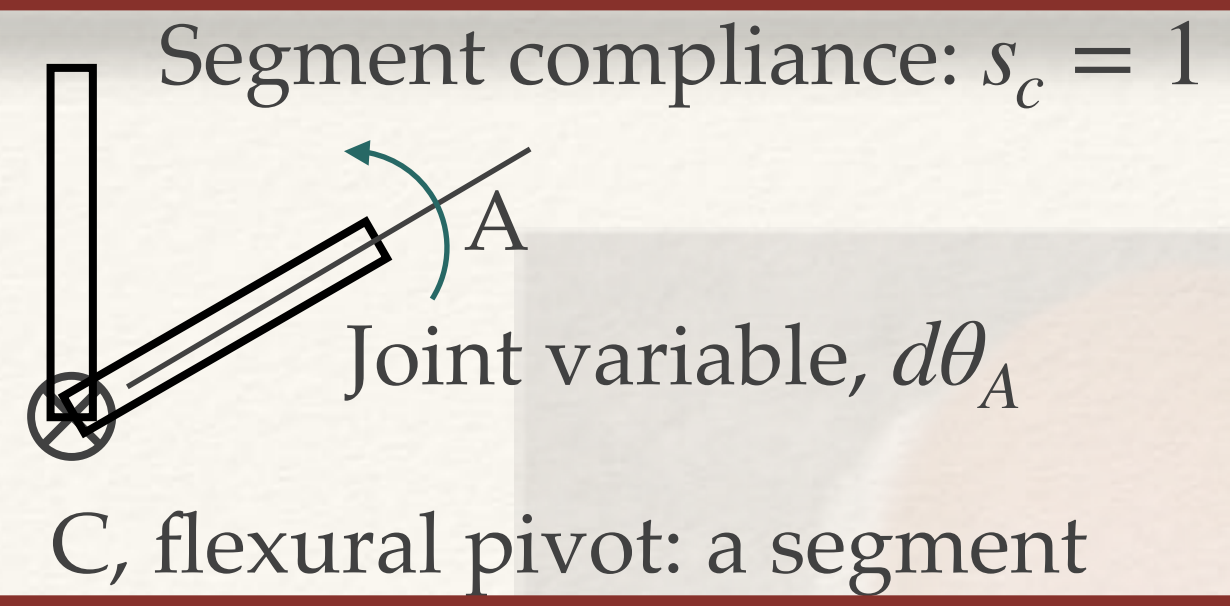 Segment compliance: s_c = 1
A
Joint variable, dθ_A
C, flexural pivot: a segment